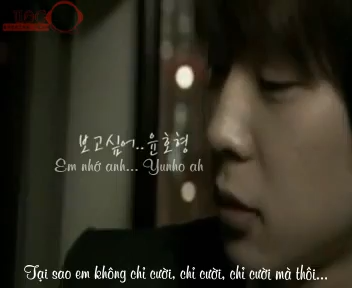 보고싶어..윤호형
Em nhớ anh... Yunho ah
Tại sao em không chỉ cười, chỉ cười, chỉ cười mà thôi...